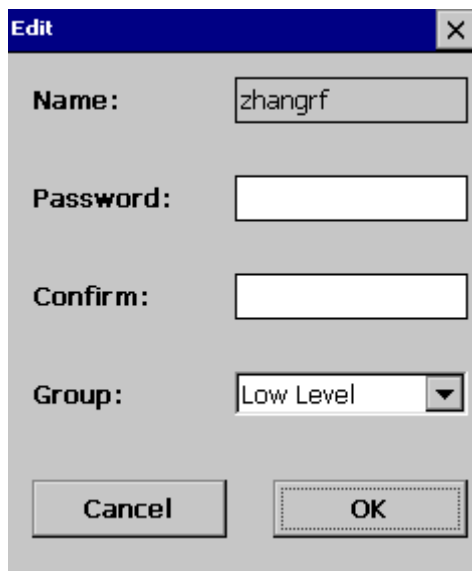 Edit
Name: zhangrf
Password:
Confirm:
Group: Low Level
Cancel OK